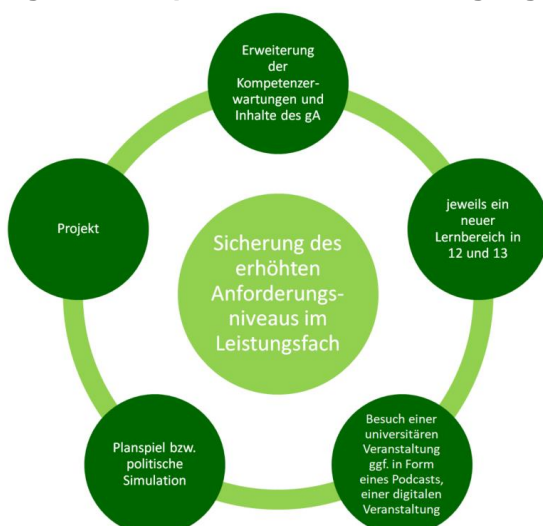 Erweiterung
der
Kompetenzer-
wartungen und
Inhalte des gA
jeweils ein
neuer
Lernbereich in
12 und 13
Besuch einer
universitären
Veranstaltung
ggf. in Form
eines Podcasts,
einer digitalen
Veranstaltung
Planspiel bzw.
politische
Simulation
Projekt
Sicherung des
erhöhten
Anforderungs-
niveaus im
Leistungsfach